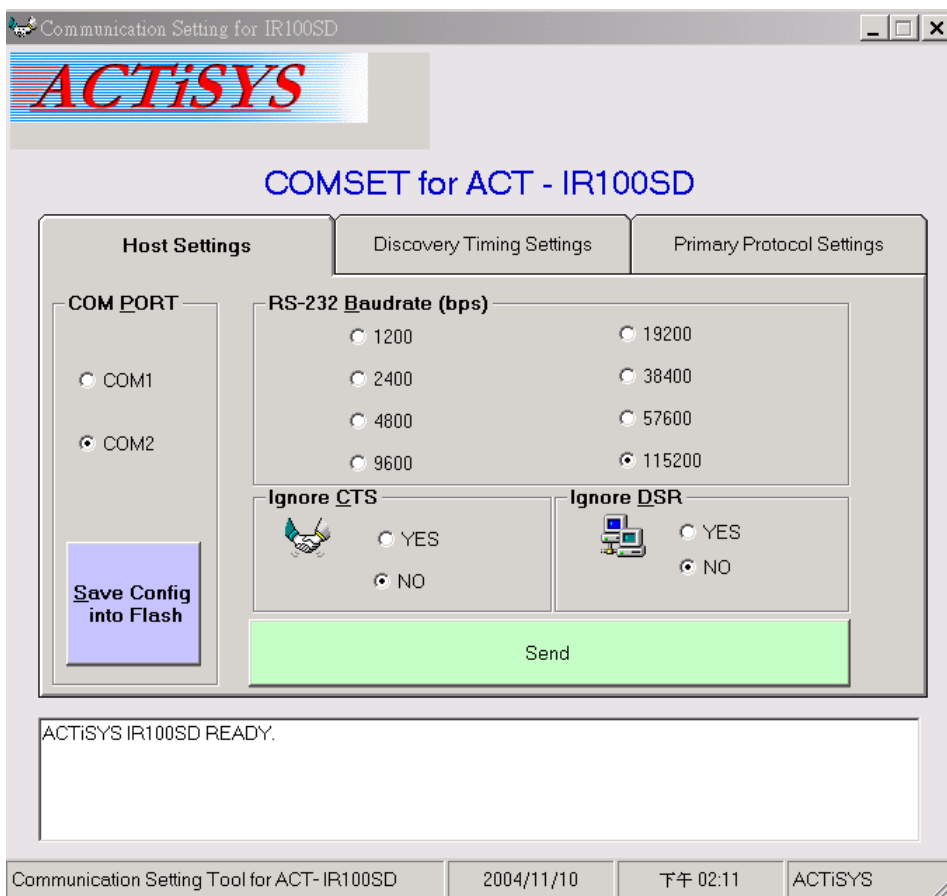 Communication Setting for IR100SD
ACTiSYS
COMSET for ACT - IR100SD
Host Settings
Discovery Timing Settings
Primary Protocol Settings
COM PORT
COM1
COM2
Save Config
into Flash
RS-232 Baudrate (bps)
1200
2400
4800
9600
19200
38400
57600
115200
Ignore CTS
YES
NO
Ignore DSR
YES
NO
Send
ACTiSYS IR100SD READY.
Communication Setting Tool for ACT- IR100SD
2004/11/10
下午 02:11
ACTiSYS